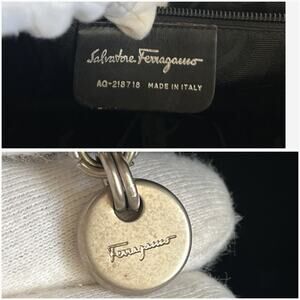 Salvatore Ferragamo
AQ-218718 MADE IN ITALY
Ferragamo